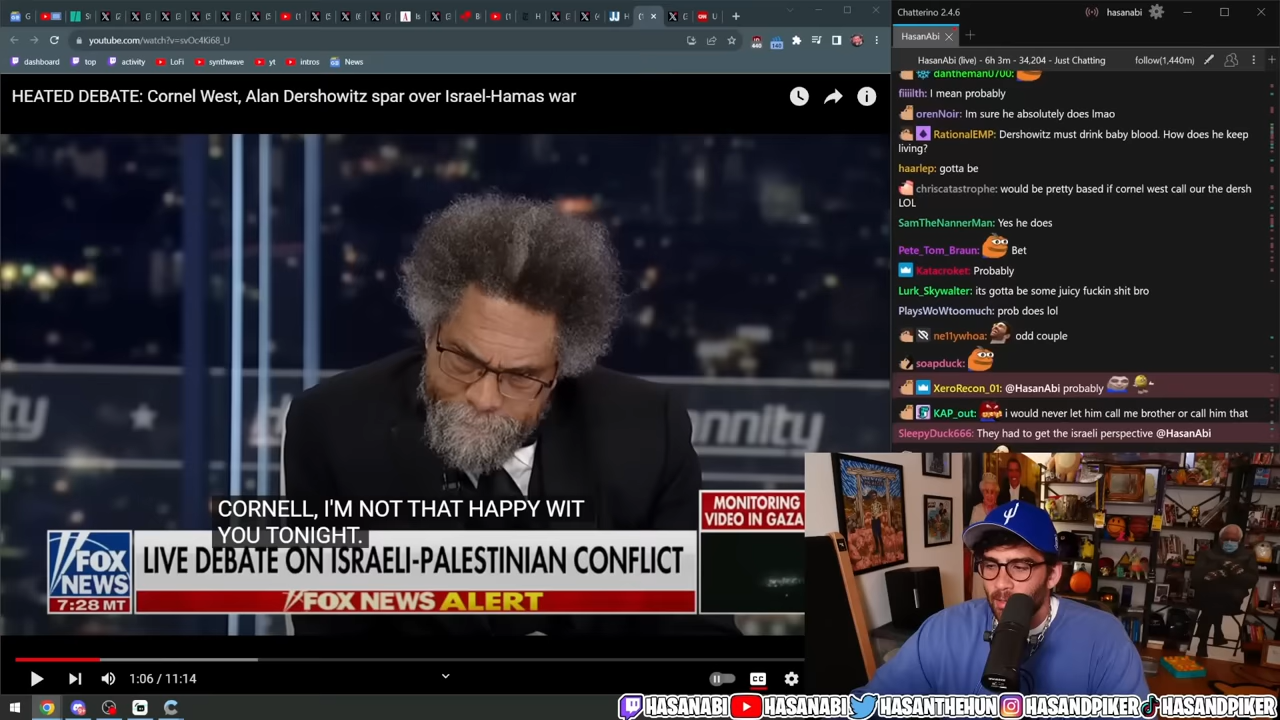 Chatterino 2.4.6
hasanabi
youtube.com/watch?v=svOc4Ki68_U
440
140
HasanAbi
dashboard
top
activity
LoFi
synthwave
yt
intros
News
HasanAbi (live) - 6h 3m - 34,204 - Just Chatting
follow(1,440m)
HEATED DEBATE: Cornel West, Alan Dershowitz spar over Israel-Hamas war
dantheman0700:
fiiiilth: I mean probably
orenNoir: Im sure he absolutely does lmao
RationalEMP: Dershowitz must drink baby blood. How does he keep
living?
haarlep: gotta be
chriscatastrophe: would be pretty based if cornel west call our the dersh
LOL
SamTheNannerMan: Yes he does
Pete_Tom_Braun: Bet
Katacroket: Probably
Lurk_Skywalter: its gotta be some juicy fuckin shit bro
PlaysWoWtoomuch: prob does lol
ne11ywhoa: odd couple
soapduck:
XeroRecon_01: @HasanAbi probably
KAP_out: i would never let him call me brother or call him that
SleepyDuck666: They had to get the israeli perspective @HasanAbi
nnity
CORNELL, I'M NOT THAT HAPPY WIT
YOU TONIGHT.
MONITORING
VIDEO IN GAZA
FOX
NEWS
7:28 MT
LIVE DEBATE ON ISRAELI-PALESTINIAN CONFLICT
FOX NEWS ALERT
1:06 / 11:14
CC
HASANABI
HASANABI
HASANTHEHUN
HASANDPIKER
HASANDPIKER